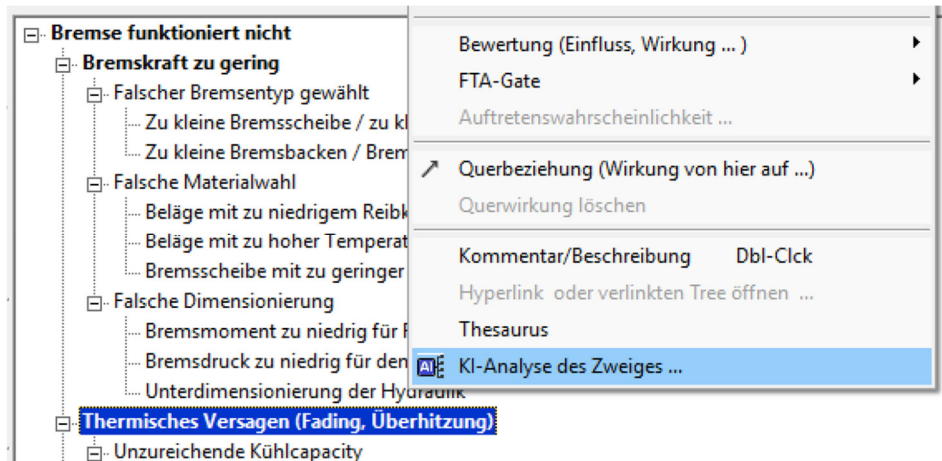 Bremse funktioniert nicht
Bremskraft zu gering
Falscher Bremsentyp gewählt
Zu kleine Bremsscheibe / zu
Zu kleine Bremsbacken /
Falsche Materialwahl
Beläge mit zu niedrigem
Beläge mit zu hoher
Bremsscheibe mit zu geringer
Falsche Dimensionierung
Bremsmoment zu niedrig für
Bremsdruck zu niedrig für den
Unterdimensionierung der Hydraulik
Thermisches Versagen (Fading, Überhitzung)
Unzureichende Kühlcapacity
Bewertung (Einfluss, Wirkung ... )
FTA-Gate
Auftretenswahrscheinlichkeit ...
Querbeziehung (Wirkung von hier auf ...)
Querwirkung löschen
Kommentar/Beschreibung Dbl-Clck
Hyperlink oder verlinkten Tree öffnen ...
Thesaurus
AI KI-Analyse des Zweiges ...